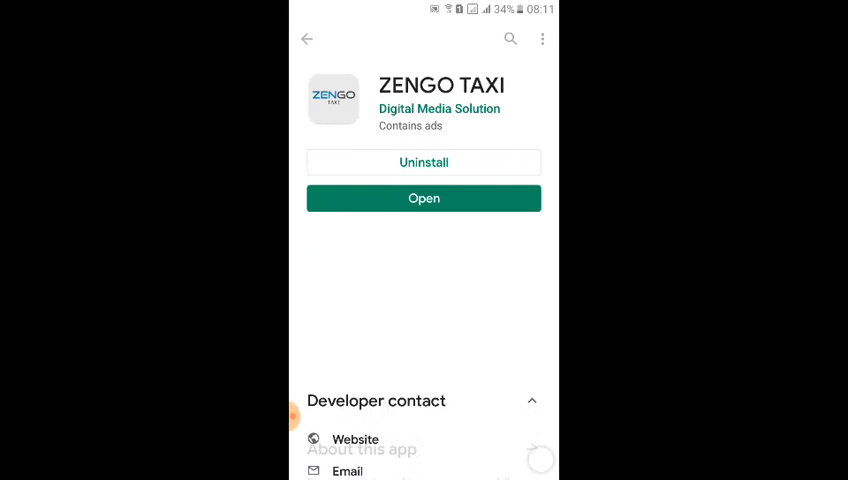 34% 08:11
ZENGO
TAXI
ZENGO TAXI
Digital Media Solution
Contains ads
Uninstall
Open
Developer contact
Website
About this app
Email